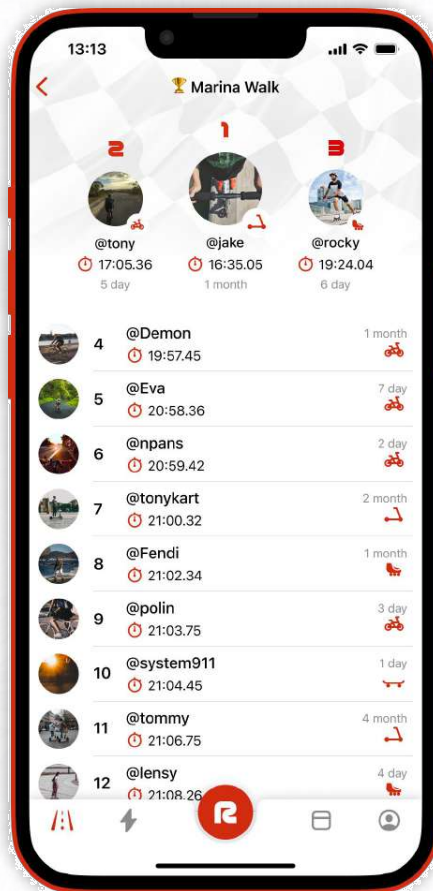 13:13
🏆 Marina Walk
1
2
3
@tony
@jake
@rocky
17:05.36
16:35.05
19:24.04
5 day
1 month
6 day
4 @Demon 1 month
19:57.45
5 @Eva 7 day
20:58.36
6 @npans 2 day
20:59.42
7 @tonykart 2 month
21:00.32
8 @Fendi 1 month
21:02.34
9 @polin 3 day
21:03.75
10 @system911 1 day
21:04.45
11 @tommy 4 month
21:06.75
12 @lensy 4 day
21:08.26
R